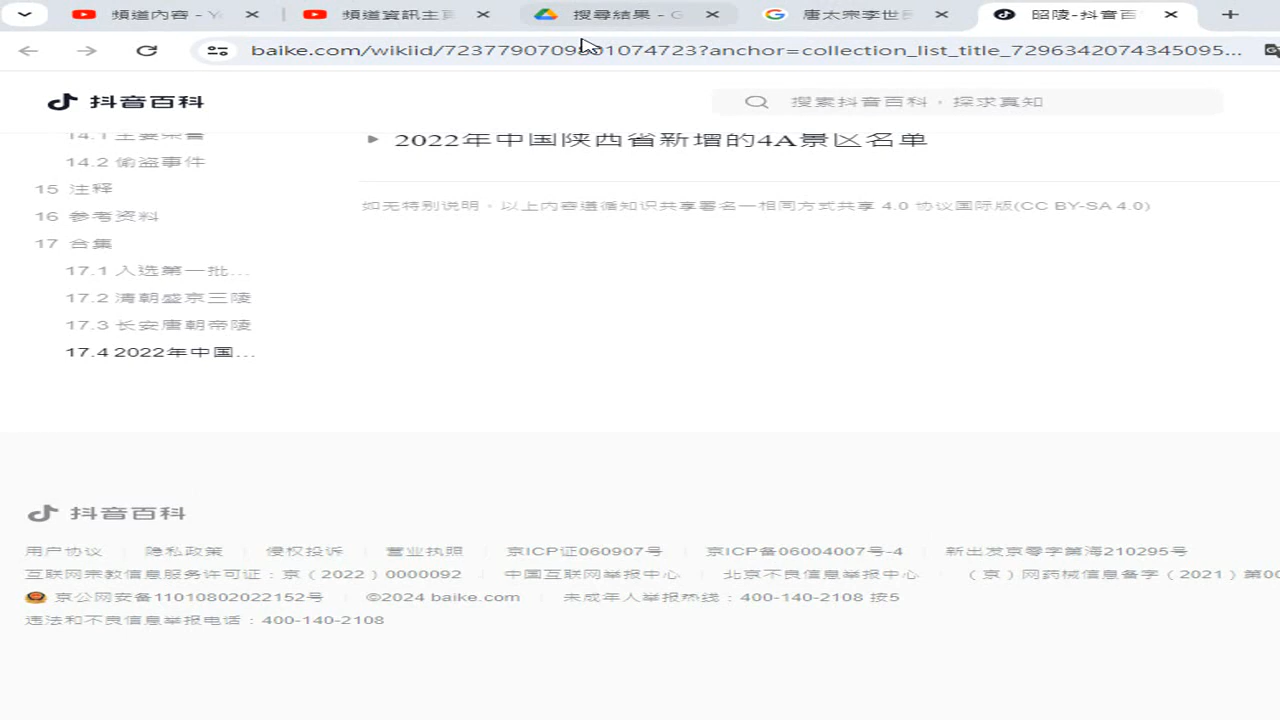 頻道內容 - Y
頻道資訊主頁
搜尋結果 - G
唐太宗李世民
昭陵-抖音百
baike.com/wikiid/7237790709801074723?anchor=collection_list_title_7296342074345095...
抖音百科
搜索抖音百科，探求真知
14.1 主要荣誉
2022年中国陕西省新增的4A景区名单
14.2 偷盗事件
15 注释
16 参考资料
如无特别说明，以上内容遵循知识共享署名—相同方式共享 4.0 协议国际版(CC BY-SA 4.0)
17 合集
17.1 入选第一批...
17.2 清朝盛京三陵
17.3 长安唐朝帝陵
17.4 2022年中国...
抖音百科
用户协议 隐私政策 侵权投诉 营业执照 京ICP证060907号 京ICP备06004007号-4 新出发京零字第海210295号
互联网宗教信息服务许可证：京（2022）0000092 中国互联网举报中心 北京不良信息举报中心 （京）网药械信息备字（2021）第00
京公网安备11010802022152号 ©2024 baike.com 未成年人举报热线：400-140-2108 按5
违法和不良信息举报电话：400-140-2108